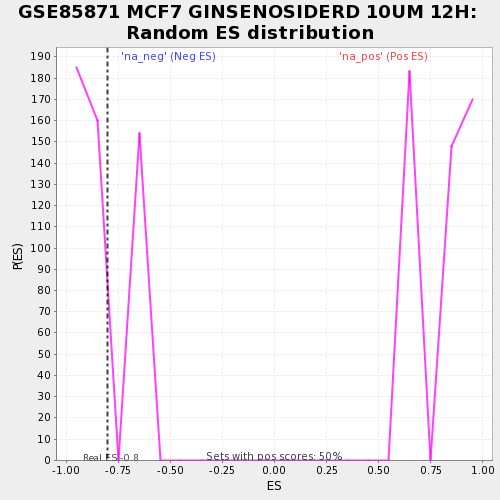 GSE85871 MCF7 GINSENOSIDERD 10UM 12H:
Random ES distribution
'na_neg' (Neg ES)
'na_pos' (Pos ES)
190
180
170
160
150
140
130
120
110
100
90
80
70
60
50
40
30
20
10
0
P(ES)
Real ES -0.8
Sets with pos scores: 50%
-1.00 -0.75 -0.50 -0.25 0.00 0.25 0.50 0.75 1.00
ES